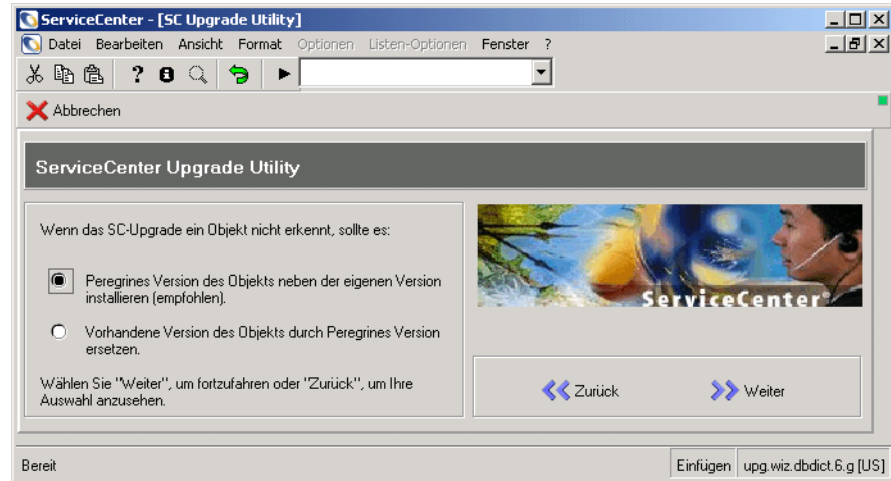 ServiceCenter - [SC Upgrade Utility]
Datei Bearbeiten Ansicht Format Optionen Listen-Optionen Fenster ?
Abbrechen
ServiceCenter Upgrade Utility
Wenn das SC-Upgrade ein Objekt nicht erkennt, sollte es:
Peregrines Version des Objekts neben der eigenen Version
installieren (empfohlen).
Vorhandene Version des Objekts durch Peregrines Version
ersetzen.
Wählen Sie "Weiter", um fortzufahren oder "Zurück", um Ihre
Auswahl anzusehen.
ServiceCenter®
Zurück Weiter
Bereit Einfügen upg.wiz.dbdict.6.g [US]